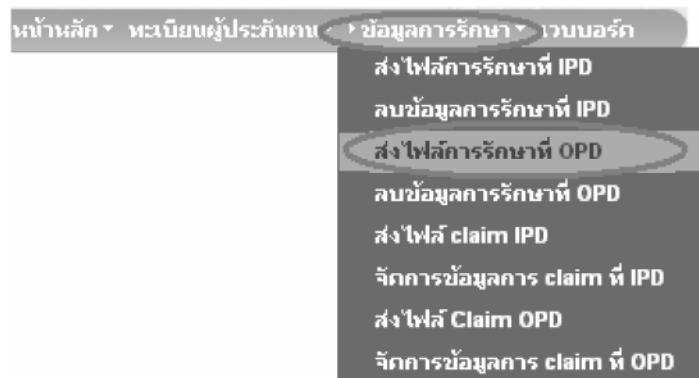 หน้าหลัก ทะเบียนผู้ประกันตน ข้อมูลการรักษา เวบบอร์ด
ส่งไฟล์การรักษาที่ IPD
ลบข้อมูลการรักษาที่ IPD
ส่งไฟล์การรักษาที่ OPD
ลบข้อมูลการรักษาที่ OPD
ส่งไฟล์ claim IPD
จัดการข้อมูลการ claim ที่ IPD
ส่งไฟล์ Claim OPD
จัดการข้อมูลการ claim ที่ OPD